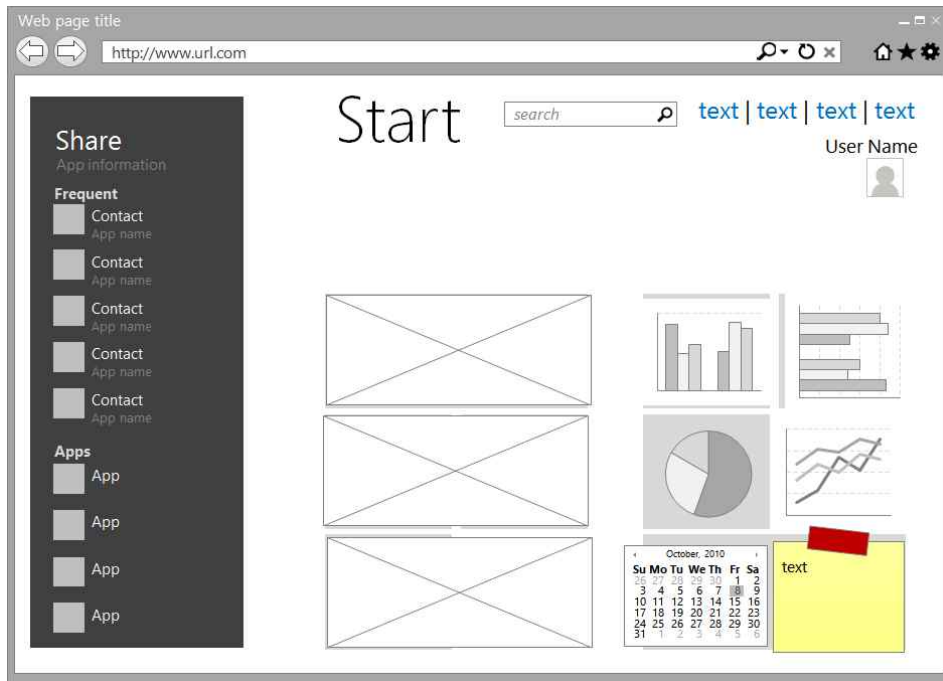 Web page title
http://www.url.com
Start
search
text | text | text | text
User Name
Share
App information
Frequent
Contact
App name
Contact
App name
Contact
App name
Contact
App name
Contact
App name
Apps
App
App
App
App
October, 2010
Su Mo Tu We Th Fr Sa
26 27 28 29 30 1 2
3 4 5 6 7 8 9
10 11 12 13 14 15 16
17 18 19 20 21 22 23
24 25 26 27 28 29 30
31 1 2 3 4 5 6
text